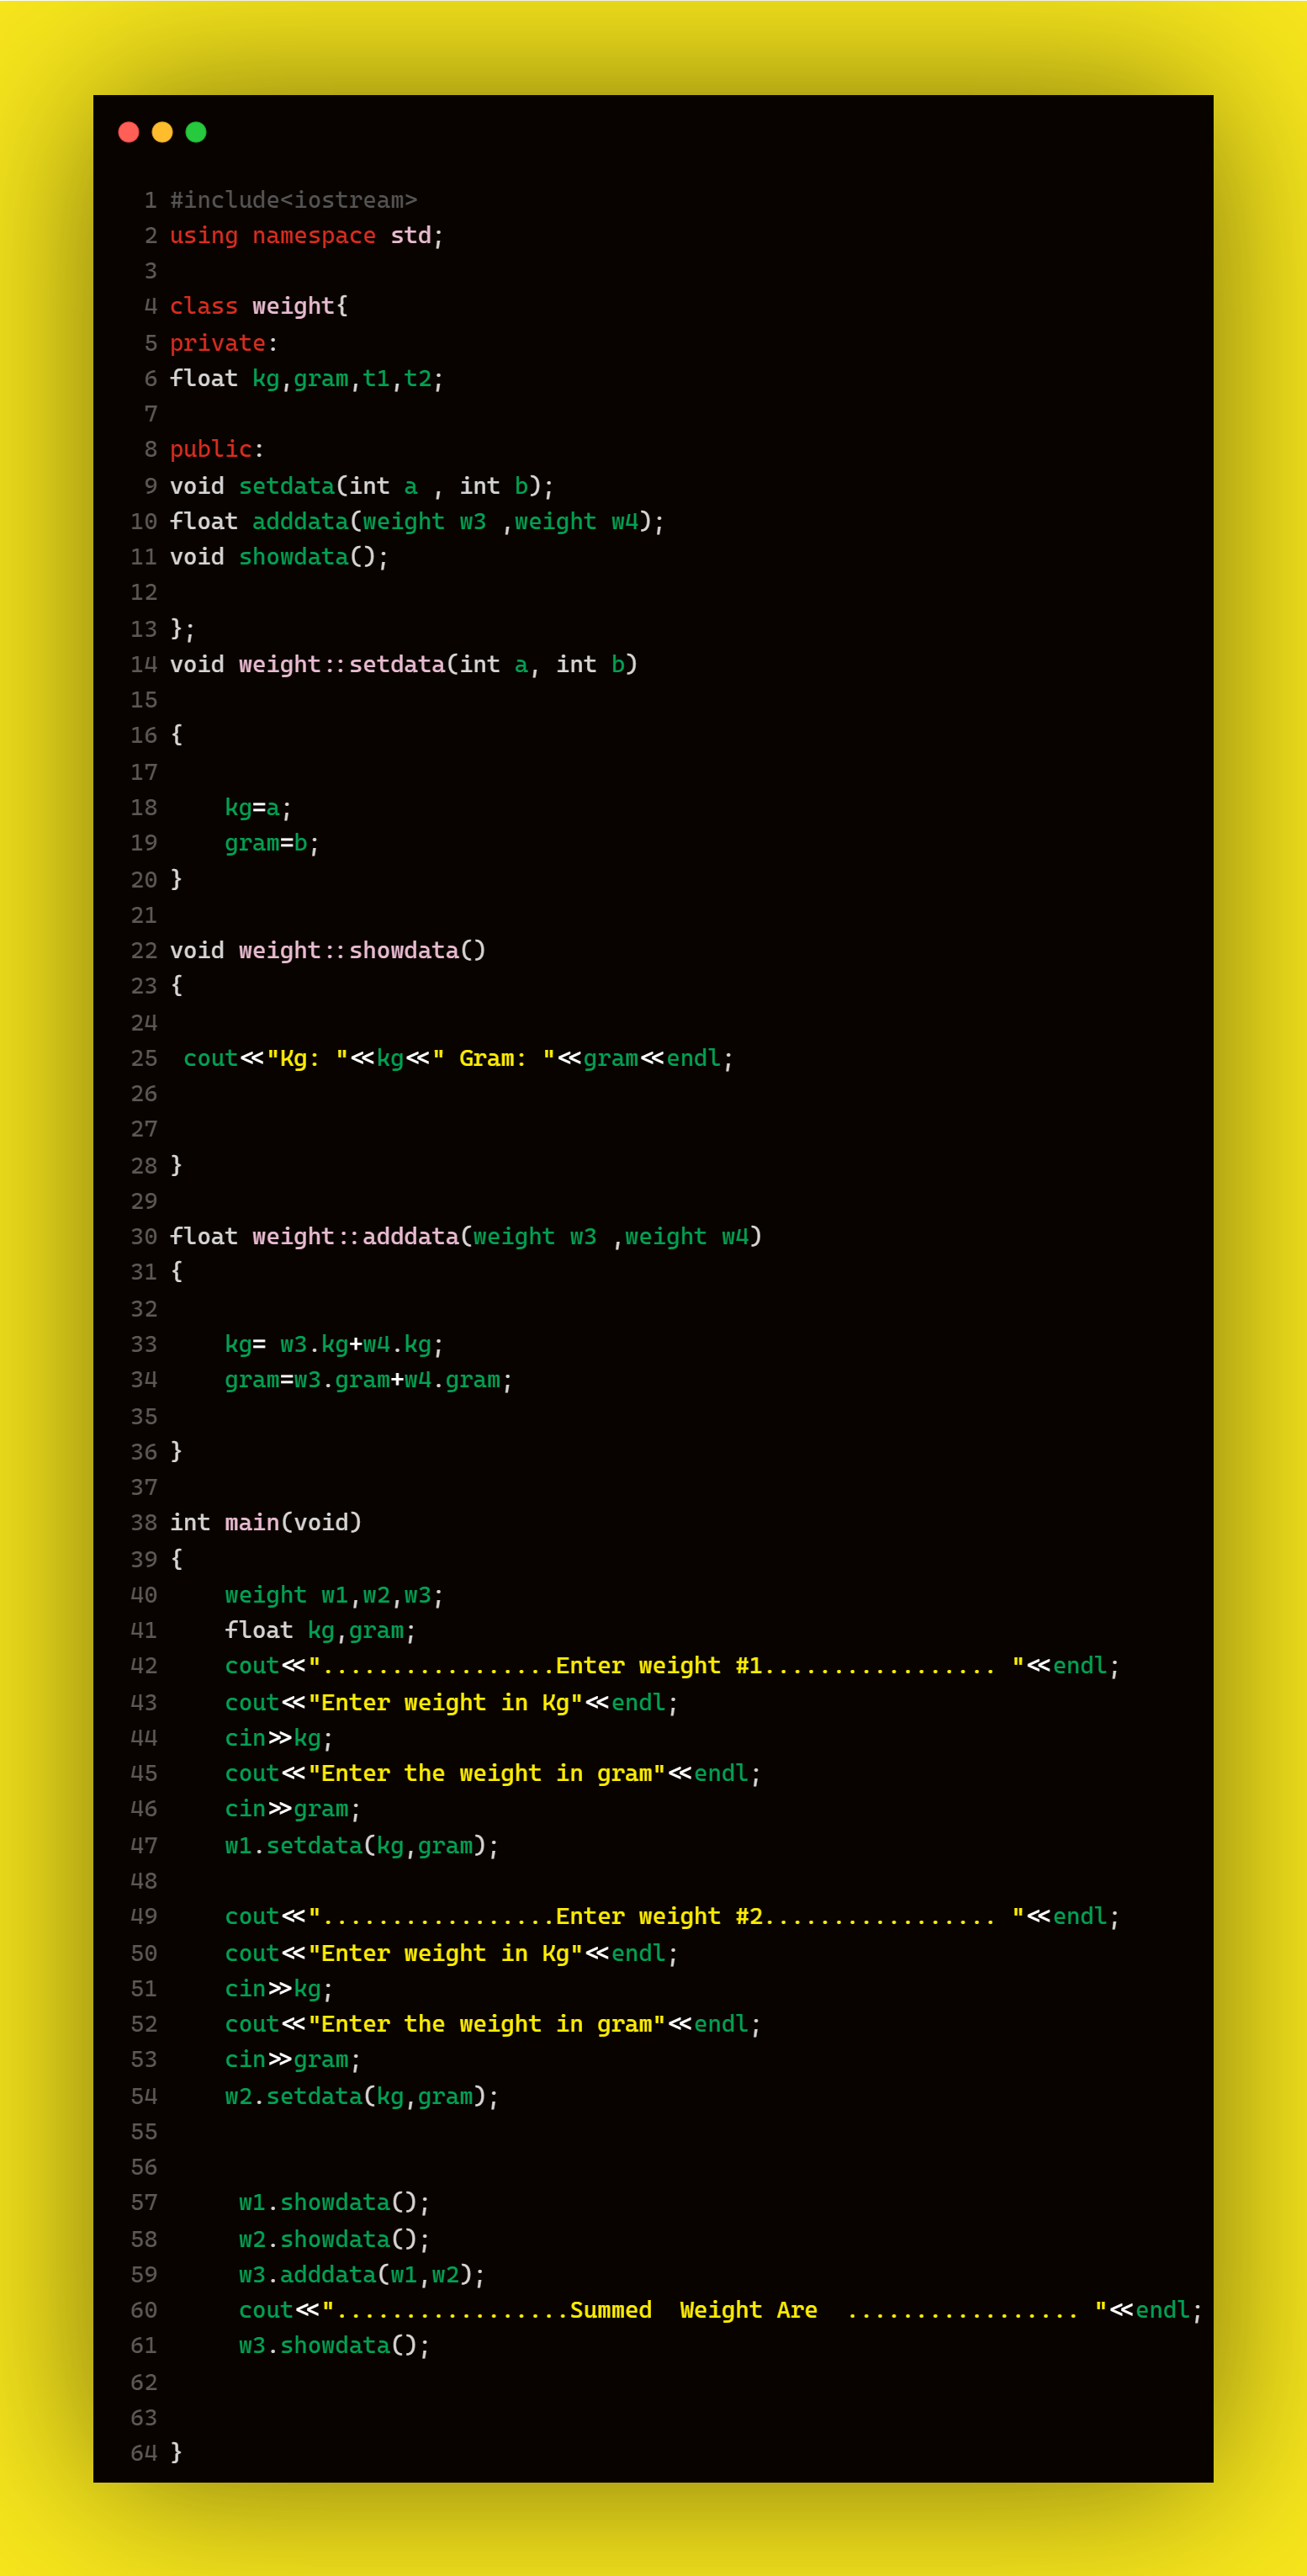 1 #include<iostream>
2 using namespace std;
3
4 class weight{
5 private:
6 float kg,gram,t1,t2;
7
8 public:
9 void setdata(int a , int b);
10 float adddata(weight w3 ,weight w4);
11 void showdata();
12
13 };
14 void weight::setdata(int a, int b)
15
16 {
17
18     kg=a;
19     gram=b;
20 }
21
22 void weight::showdata()
23 {
24
25  cout<<"Kg: "<<kg<<" Gram: "<<gram<<endl;
26
27
28 }
29
30 float weight::adddata(weight w3 ,weight w4)
31 {
32
33     kg= w3.kg+w4.kg;
34     gram=w3.gram+w4.gram;
35
36 }
37
38 int main(void)
39 {
40     weight w1,w2,w3;
41     float kg,gram;
42     cout<<".................Enter weight #1................. "<<endl;
43     cout<<"Enter weight in Kg"<<endl;
44     cin>>kg;
45     cout<<"Enter the weight in gram"<<endl;
46     cin>>gram;
47     w1.setdata(kg,gram);
48
49     cout<<".................Enter weight #2................. "<<endl;
50     cout<<"Enter weight in Kg"<<endl;
51     cin>>kg;
52     cout<<"Enter the weight in gram"<<endl;
53     cin>>gram;
54     w2.setdata(kg,gram);
55
56
57      w1.showdata();
58      w2.showdata();
59      w3.adddata(w1,w2);
60      cout<<".................Summed  Weight Are  ................. "<<endl;
61      w3.showdata();
62
63
64 }